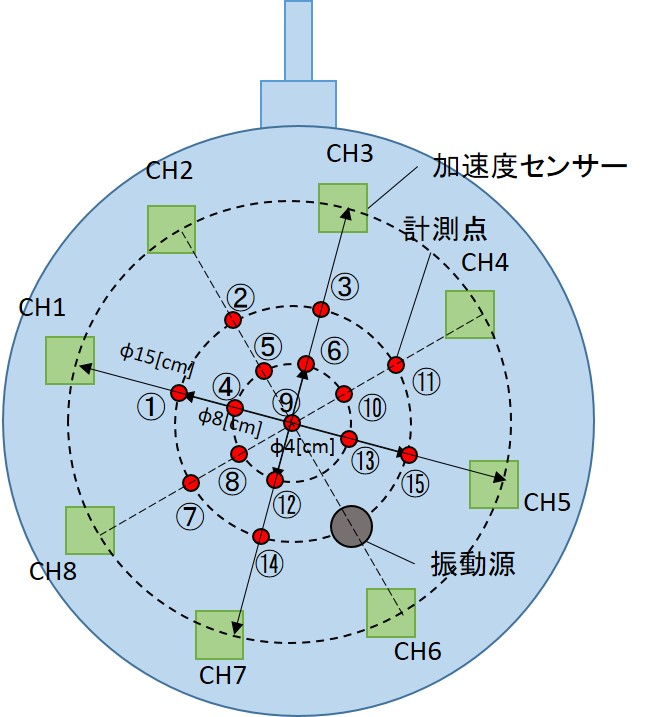 CH3
CH2
加速度センサー
計測点
CH4
②
③
CH1
φ15[cm]
⑤
⑥
⑪
④
⑨
①
φ8[cm]
⑩
φ4[cm]
⑬
⑧
⑮
⑫
CH5
⑦
⑭
振動源
CH8
CH6
CH7